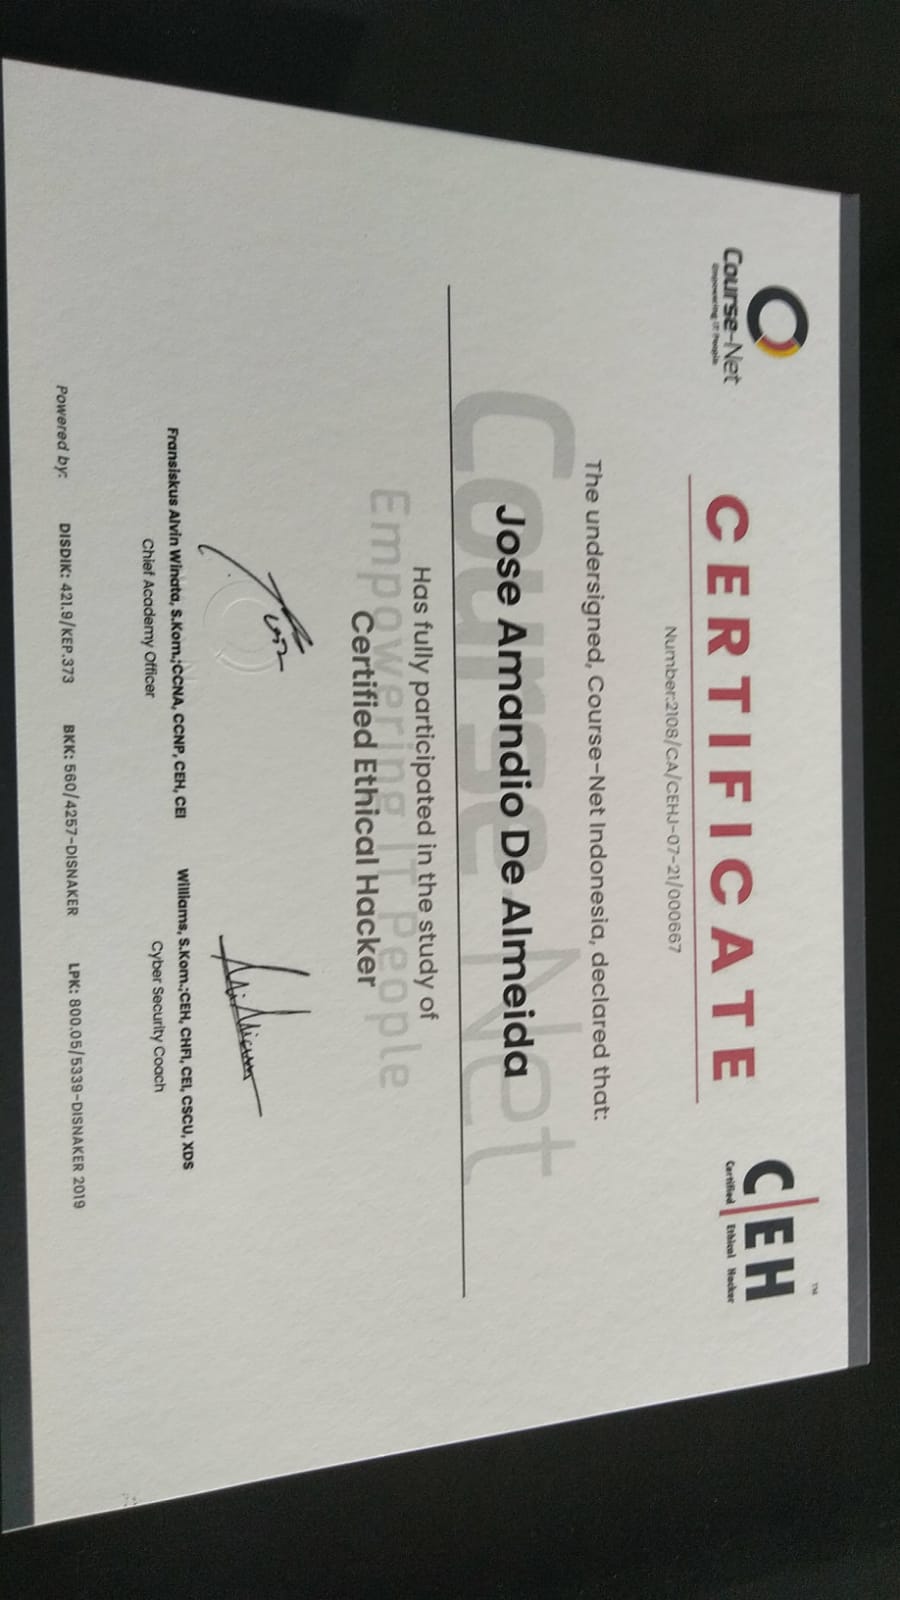 Course-Net
Empowering IT People
CERTIFICATE
C|EH™
Certified Ethical Hacker
Number:2108/CA/CEHJ-07-21/000667
The undersigned, Course-Net Indonesia, declared that:
Course-Net
Jose Amandio De Almeida
Has fully participated in the study of
Empowering IT People
Certified Ethical Hacker
Fransiskus Alvin Winata, S.Kom.;CCNA, CCNP, CEH, CEI
Chief Academy Officer
Williams, S.Kom.;CEH, CHFI, CEI, CSCU, XDS
Cyber Security Coach
Powered by: DISDIK: 421.9/KEP.373 BKK: 560/4257-DISNAKER LPK: 800.05/5339-DISNAKER 2019